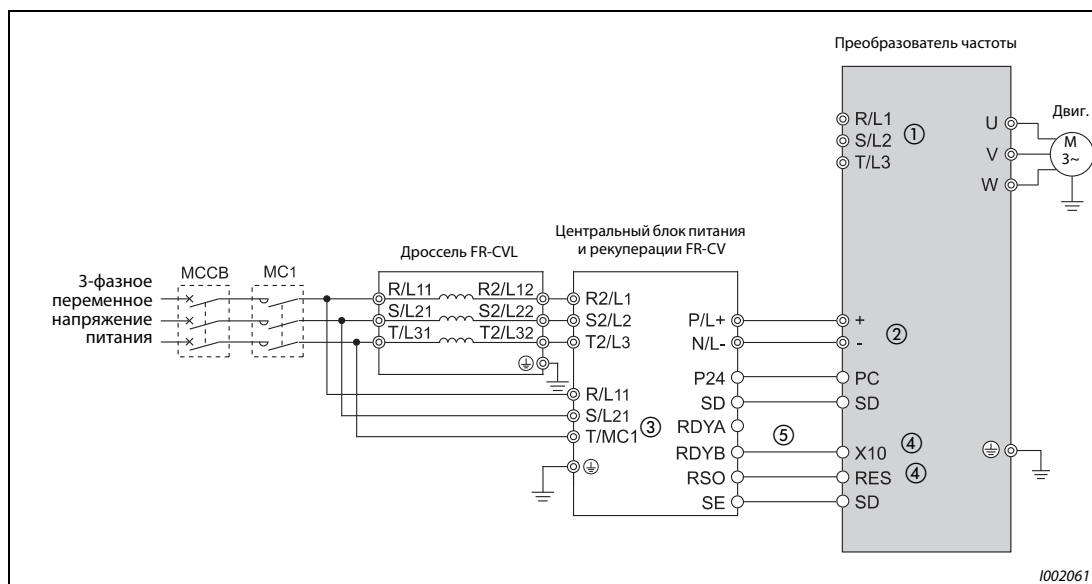 Преобразователь частоты
Двиг.
R/L1
S/L2 ①
T/L3
U
V
W
M
3~
Центральный блок питания
и рекуперации FR-CV
Дроссель FR-CVL
3-фазное
переменное
напряжение
питания
MCCB
MC1
R/L11 R2/L12
S/L21 S2/L22
T/L31 T2/L32
R2/L1
S2/L2
T2/L3
R/L11
S/L21
T/MC1 ③
P/L+
N/L-
P24
SD
RDYA
RDYB
RSO
SE
⑤
+
- ②
PC
SD
X10 ④
RES ④
SD
I002061